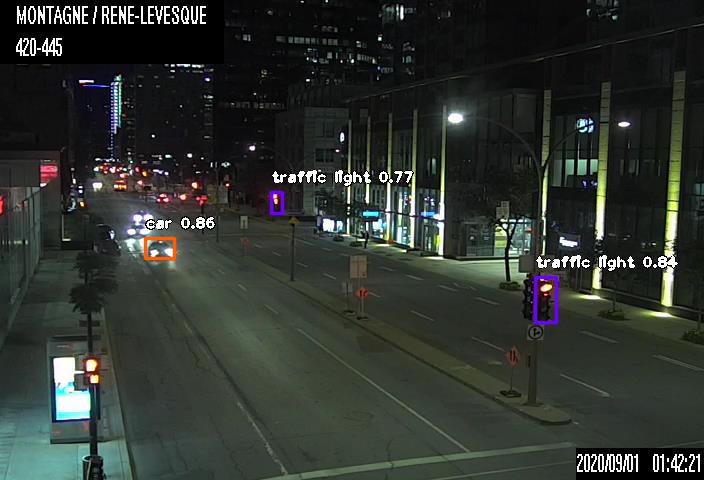 MONTAGNE / RENE-LEVESQUE
420-445
traffic light 0.77
car 0.86
traffic light 0.84
2020/09/01 01:42:21